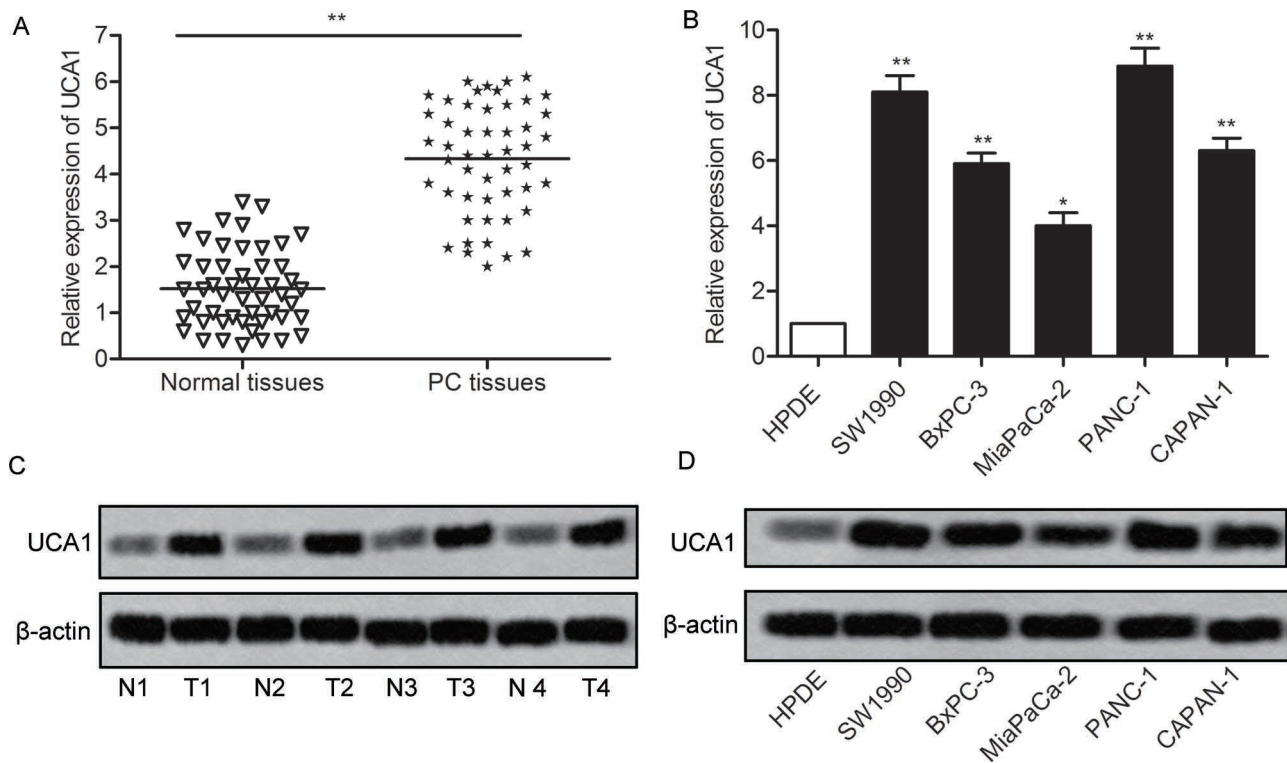 A
Relative expression of UCA1
**
7
6
5
4
3
2
1
0
Normal tissues PC tissues
B
Relative expression of UCA1
10
8
6
4
2
0
**
**
*
**
**
HPDE SW1990 BxPC-3 MiaPaCa-2 PANC-1 CAPAN-1
C
UCA1
β-actin
N1 T1 N2 T2 N3 T3 N 4 T4
D
UCA1
β-actin
HPDE SW1990 BxPC-3 MiaPaCa-2 PANC-1 CAPAN-1